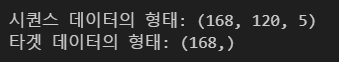 시퀀스 데이터의 형태: (168, 120, 5)
타겟 데이터의 형태: (168,)